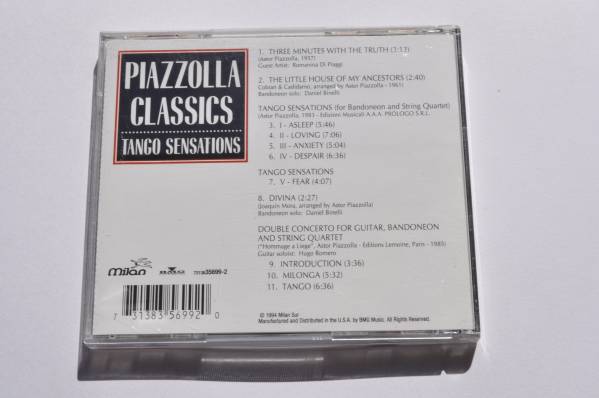 PIAZZOLLA
CLASSICS
TANGO SENSATIONS
1. THREE MINUTES WITH THE TRUTH (3:13)
(Astor Piazzolla, 1957)
Guest Artist: Romanina Di Piaggi
2. THE LITTLE HOUSE OF MY ANCESTORS (2:40)
Cobian & Castidamo, arranged by Astor Piazzolla - 1961)
Bandoneon solo: Daniel Binelli
TANGO SENSATIONS (for Bandoneon and String Quartet)
(Astor Piazzolla, 1983 - Edizioni Musicali A.A.A. PROLOGO S.R.L.
3. I - ASLEEP (5:46)
4. II - LOVING (7:06)
5. III - ANXIETY (5:04)
6. IV - DESPAIR (6:36)
TANGO SENSATIONS
7. V - FEAR (4:07)
8. DIVINA (2:27)
(Joaquin Mora, arranged by Astor Piazzolla)
Bandoneon solo: Daniel Binelli
DOUBLE CONCERTO FOR GUITAR, BANDONEON
AND STRING QUARTET
("Hommage a Liege", Astor Piazzolla - Editions Lemoine, Paris - 1985)
Guitar soloist: Hugo Romero
9. INTRODUCTION (3:36)
10. MILONGA (5:32)
11. TANGO (6:36)
milan
BMG
MUSIC
35699-2
7 31383 56992 0
© 1994 Milan Sur
Manufactured and Distributed in the U.S.A. by BMG Music. All Rights Reserved.